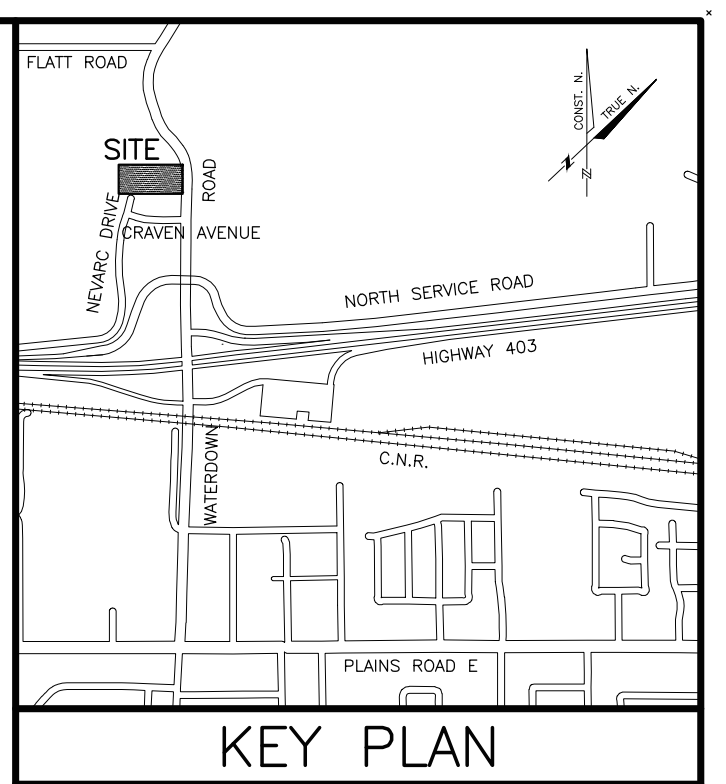 FLATT ROAD
CONST. N.
TRUE N.
SITE
ROAD
NEVARC DRIVE
CRAVEN AVENUE
NORTH SERVICE ROAD
HIGHWAY 403
WATERDOWN
C.N.R.
PLAINS ROAD E
KEY PLAN